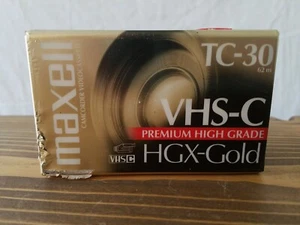 maxell
TC-30
VHS-C
PREMIUM HIGH GRADE
HGX-Gold
VHS C